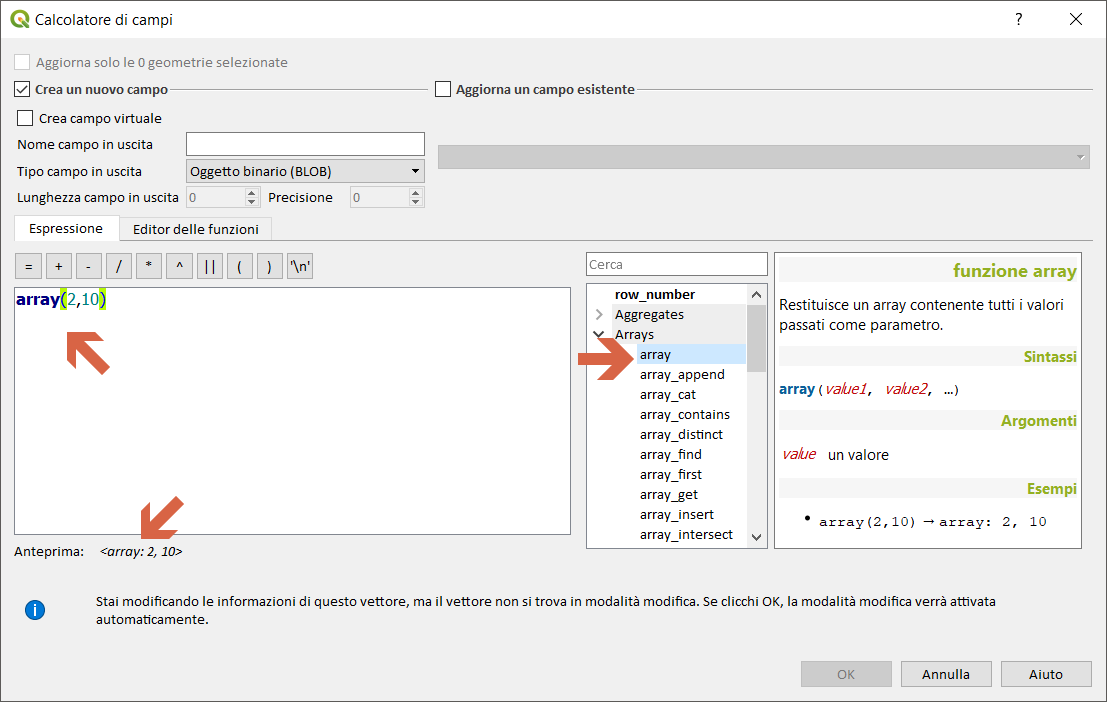 Calcolatore di campi
?
Aggiorna solo le 0 geometrie selezionate
Crea un nuovo campo
Aggiorna un campo esistente
Crea campo virtuale
Nome campo in uscita
Tipo campo in uscita Oggetto binario (BLOB)
Lunghezza campo in uscita 0 Precisione 0
Espressione Editor delle funzioni
= + - / * ^ || ( ) '\n'
array(2,10)
Anteprima: <array: 2, 10>
Cerca
row_number
Aggregates
Arrays
array
array_append
array_cat
array_contains
array_distinct
array_find
array_first
array_get
array_insert
array_intersect
funzione array
Restituisce un array contenente tutti i valori
passati come parametro.
Sintassi
array(value1, value2, …)
Argomenti
value un valore
Esempi
• array(2,10) → array: 2, 10
Stai modificando le informazioni di questo vettore, ma il vettore non si trova in modalità modifica. Se clicchi OK, la modalità modifica verrà attivata
automaticamente.
OK Annulla Aiuto